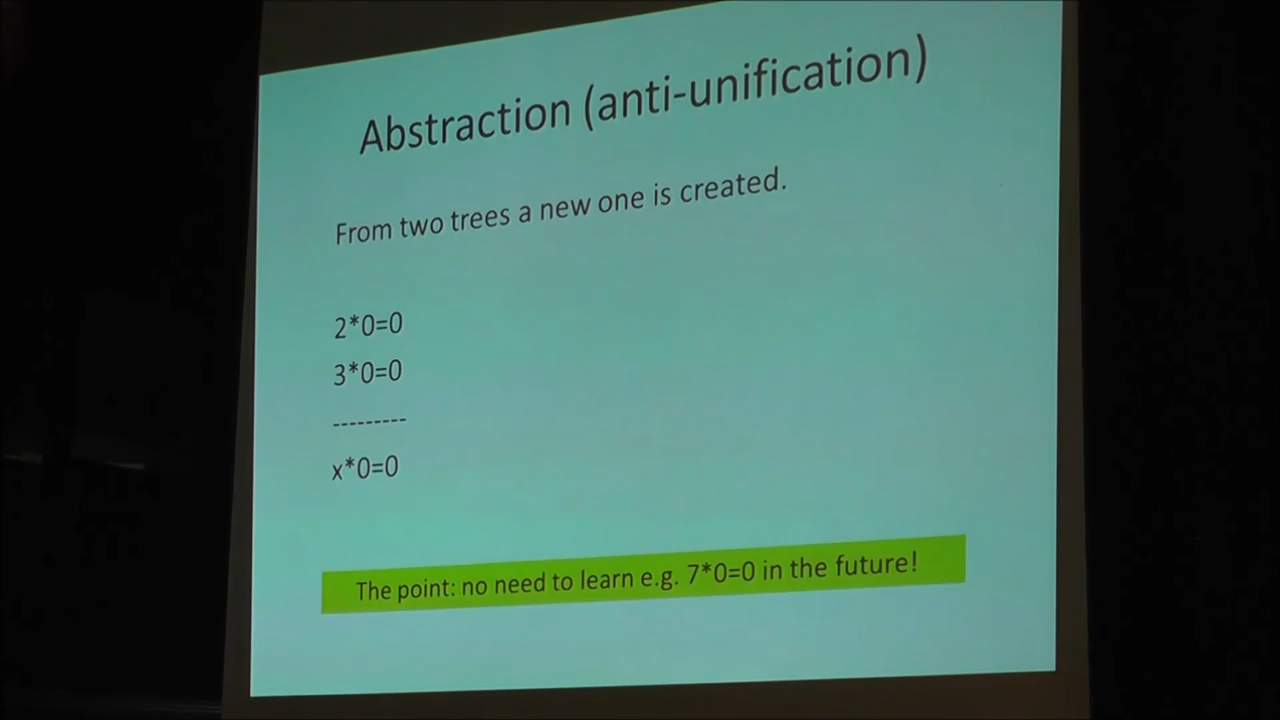 Abstraction (anti-unification)
From two trees a new one is created.
2*0=0
3*0=0
---------
x*0=0
The point: no need to learn e.g. 7*0=0 in the future!